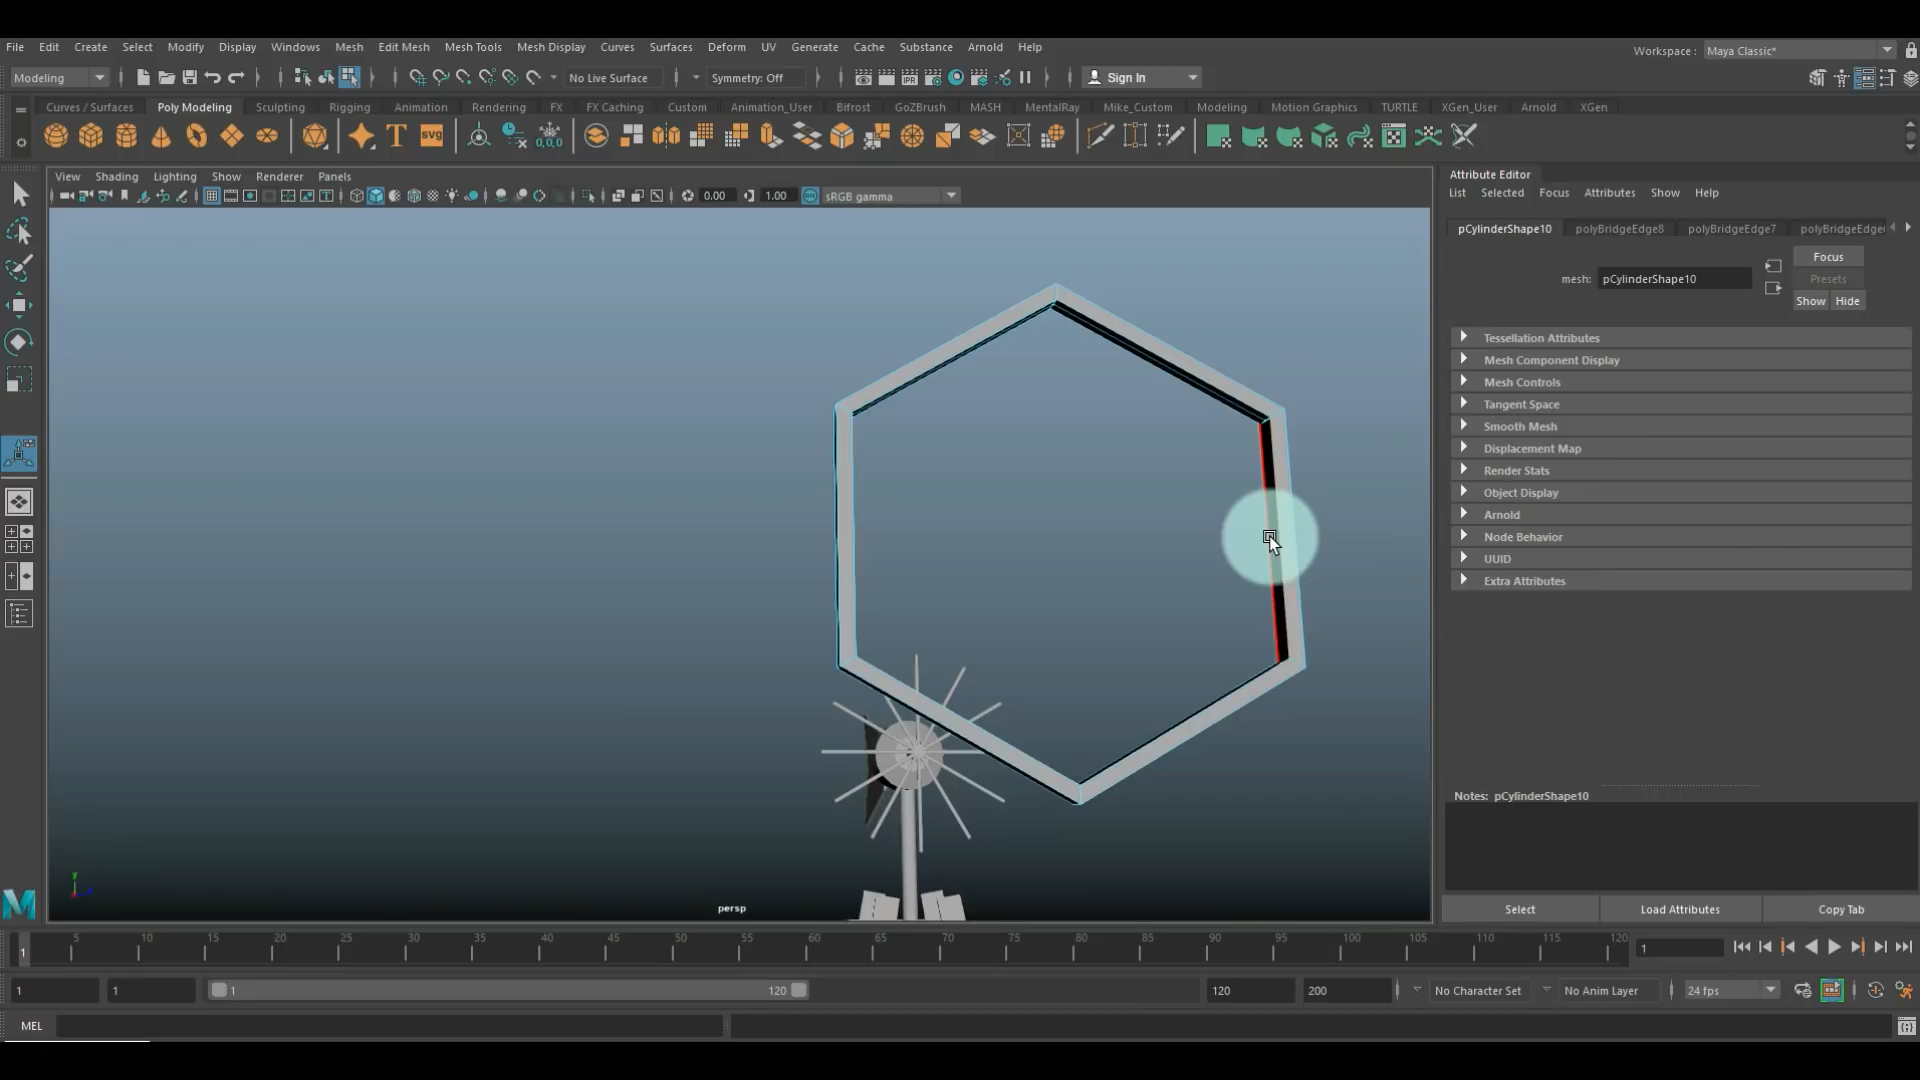 File Edit Create Select Modify Display Windows Mesh Edit Mesh Mesh Tools Mesh Display Curves Surfaces Deform UV Generate Cache Substance Arnold Help
Workspace : Maya Classic*
Modeling No Live Surface Symmetry: Off Sign In
Curves / Surfaces Poly Modeling Sculpting Rigging Animation Rendering FX FX Caching Custom Animation_User Bifrost GoZBrush MASH MentalRay Mike_Custom Modeling Motion Graphics TURTLE XGen_User Arnold XGen
T svg 0,0,0
IPR
View Shading Lighting Show Renderer Panels
0.00 1.00 sRGB gamma
Attribute Editor
List Selected Focus Attributes Show Help
pCylinderShape10 polyBridgeEdge8 polyBridgeEdge7 polyBridgeEdge
Focus
mesh: pCylinderShape10
Presets
Show Hide
Tessellation Attributes
Mesh Component Display
Mesh Controls
Tangent Space
Smooth Mesh
Displacement Map
Render Stats
Object Display
Arnold
Node Behavior
UUID
Extra Attributes
Notes: pCylinderShape10
Select Load Attributes Copy Tab
y
persp
M
1 5 10 15 20 25 30 35 40 45 50 55 60 65 70 75 80 85 90 95 100 105 110 115 120
1
1 1 1 120 120 200 No Character Set No Anim Layer 24 fps
MEL